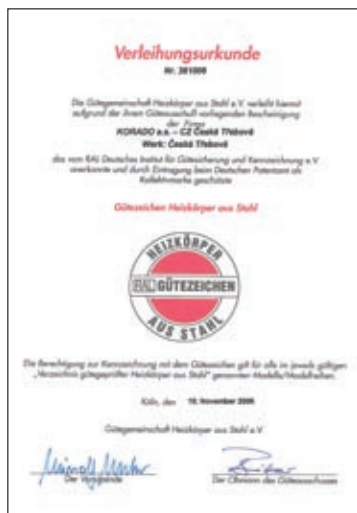 Verleihungsurkunde
Nr. 381006
Die Gütegemeinschaft Heizkörper aus Stahl e.V. verleiht hiermit
aufgrund der ihrem Güteausschuß vorliegenden Bescheinigung
der Firma
KORADO a.s. – CZ Česká Třebová
Werk: Česká Třebová
das vom RAL Deutsches Institut für Gütesicherung und Kennzeichnung e.V.
anerkannte und durch Eintragung beim Deutschen Patentamt als
Kollektivmarke geschützte
Gütezeichen Heizkörper aus Stahl
HEIZKÖRPER
RAL GÜTEZEICHEN
AUS STAHL
Die Berechtigung zur Kennzeichnung mit dem Gütezeichen gilt für alle im jeweils gültigen
„Verzeichnis gütegeprüfter Heizkörper aus Stahl" genannten Modelle/Modellreihen.
Köln, den 10. November
Gütegemeinschaft Heizkörper aus Stahl e.V.
Der Vorsitzende
Der Obmann des Güteausschusses